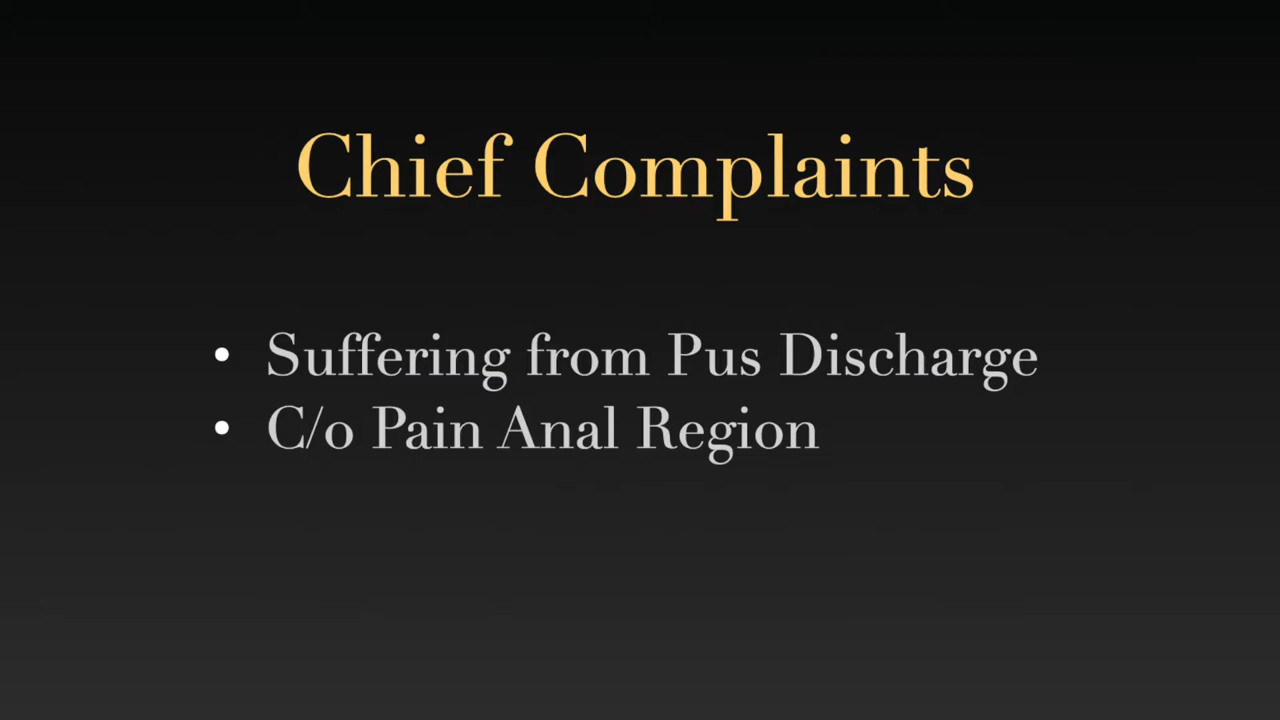 Chief Complaints
• Suffering from Pus Discharge
• C/o Pain Anal Region